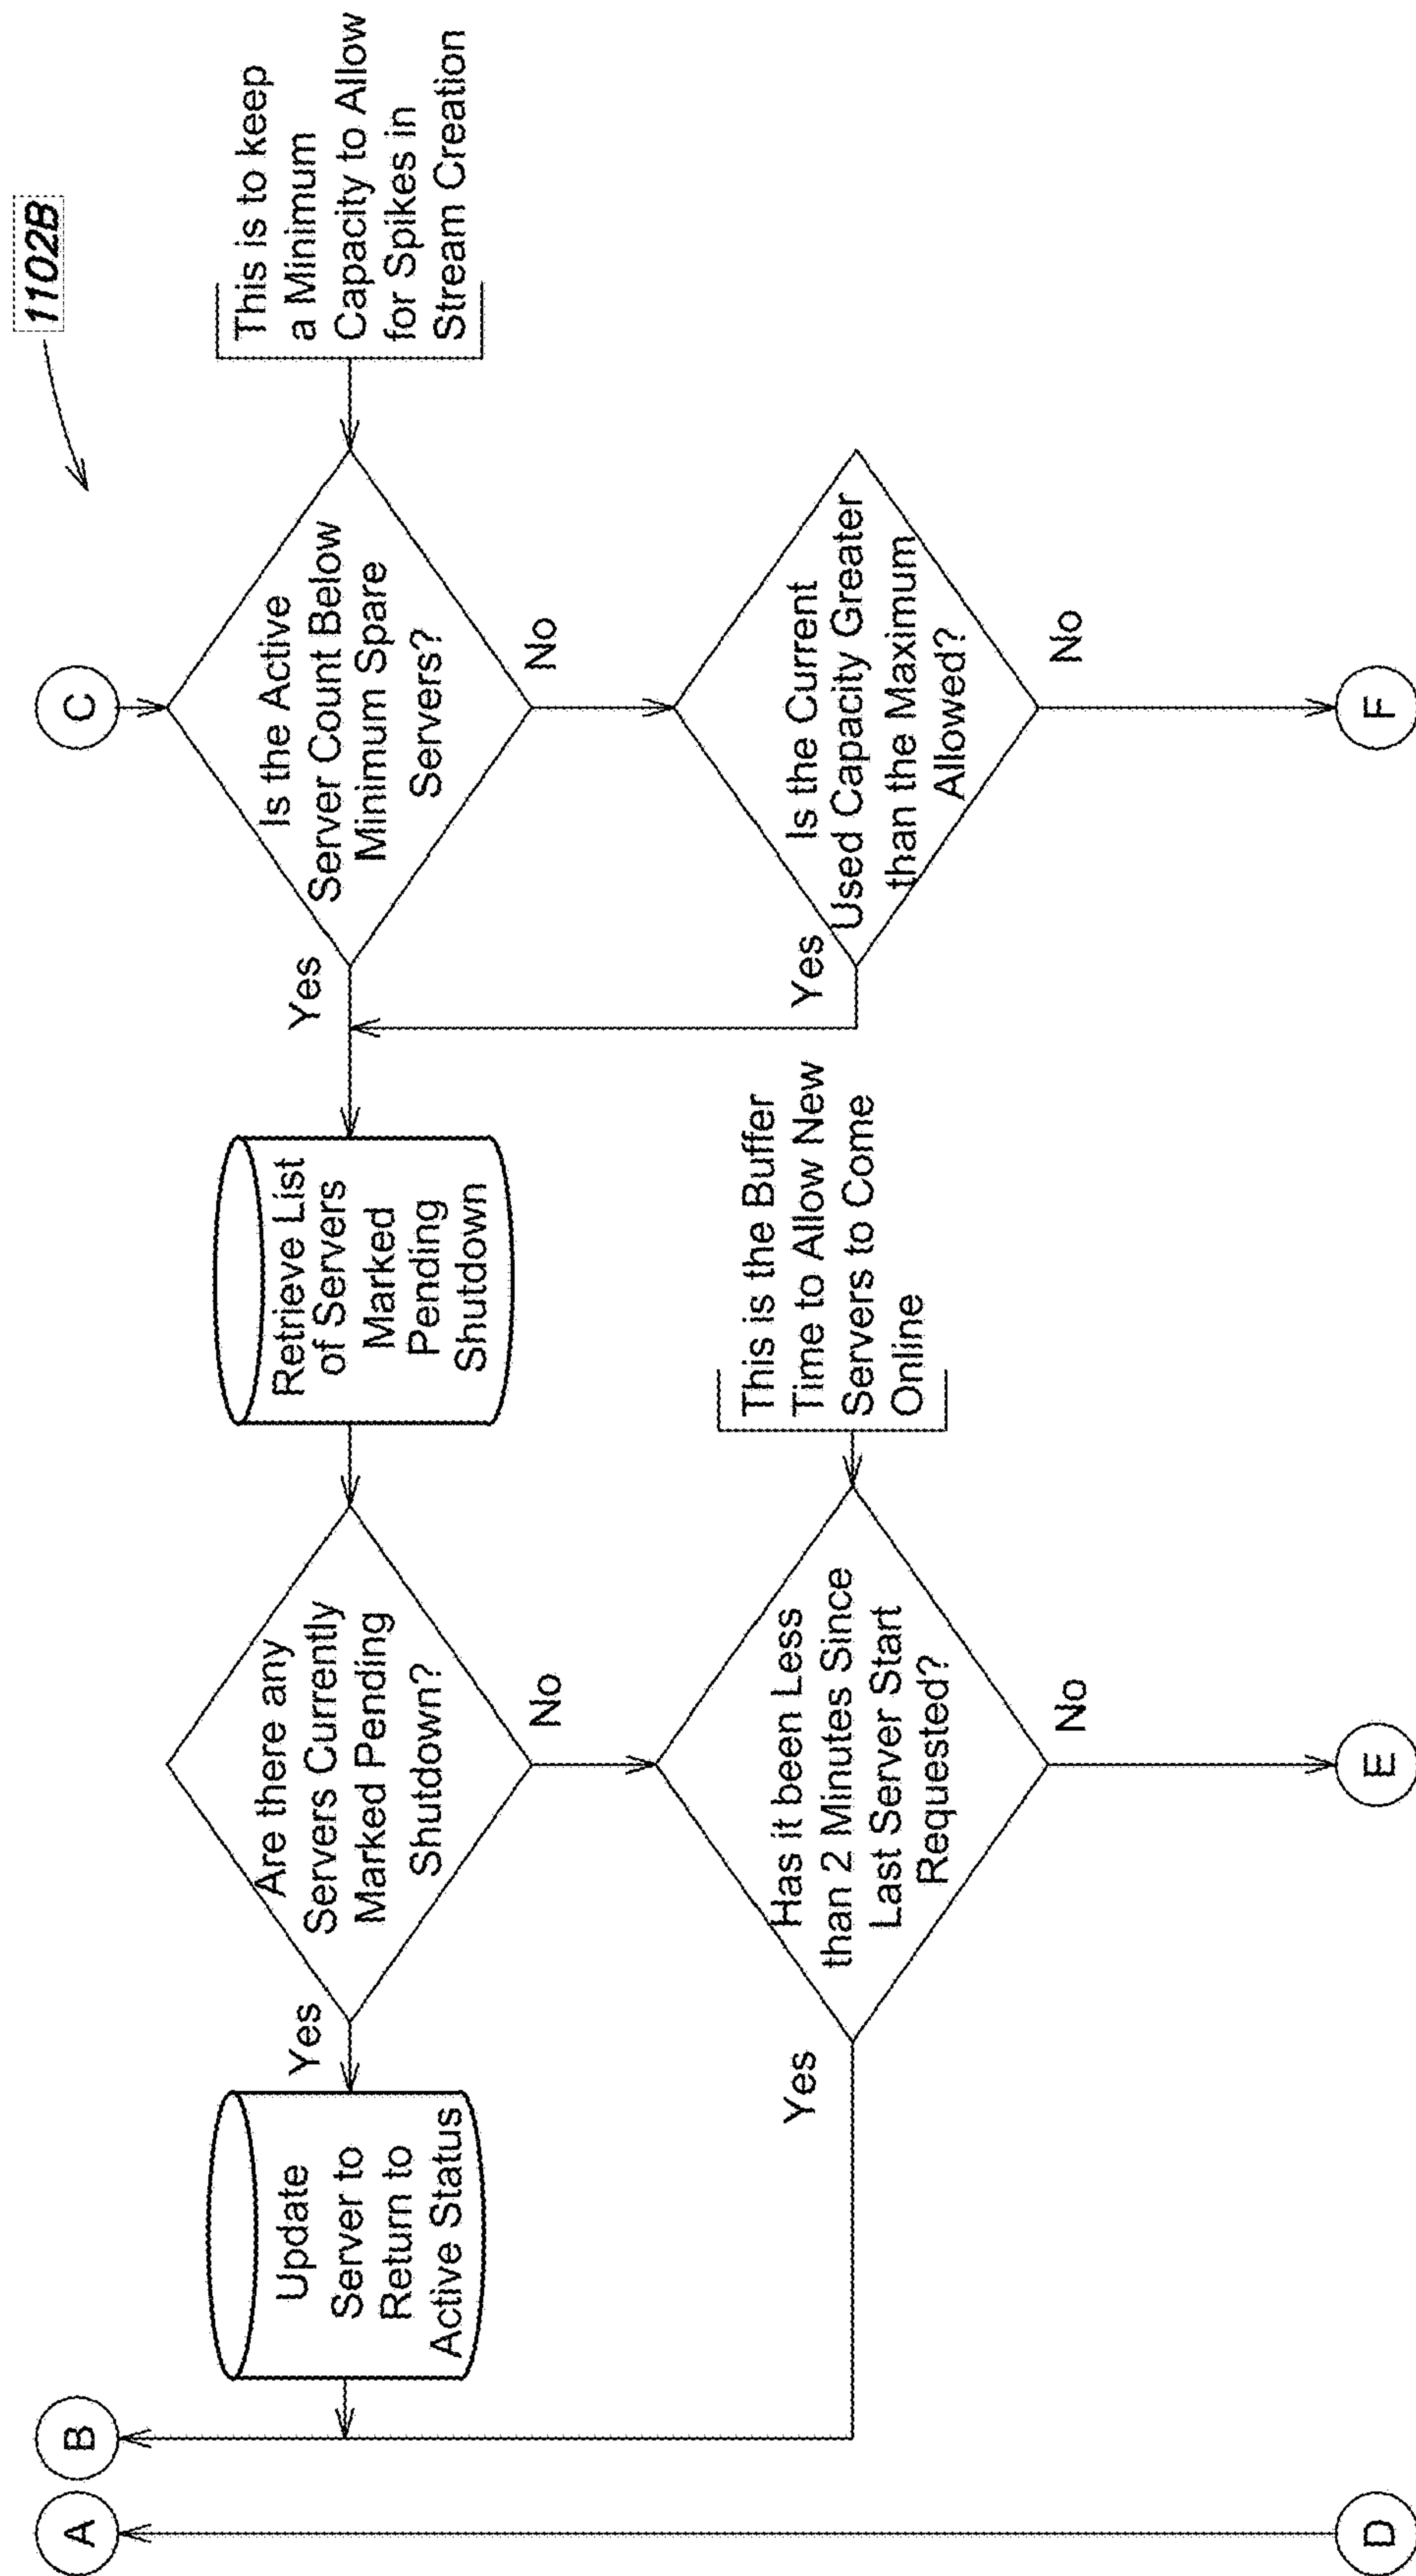 1102B
A
B
C
Update
Server to
Return to
Active Status
Yes
Are there any
Servers Currently
Marked Pending
Shutdown?
No
Retrieve List
of Servers
Marked
Pending
Shutdown
Yes
Is the Active
Server Count Below
Minimum Spare
Servers?
No
This is to keep
a Minimum
Capacity to Allow
for Spikes in
Stream Creation
Yes
Has it been Less
than 2 Minutes Since
Last Server Start
Requested?
No
This is the Buffer
Time to Allow New
Servers to Come
Online
Yes
Is the Current
Used Capacity Greater
than the Maximum
Allowed?
No
D
E
F